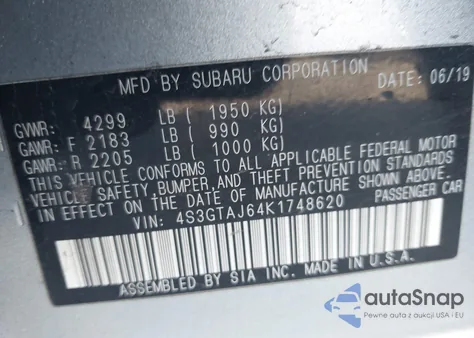 MFD BY SUBARU CORPORATION DATE: 06/19
GVWR: 4299 LB ( 1950 KG)
GAWR: F 2183 LB ( 990 KG)
GAWR: R 2205 LB ( 1000 KG)
THIS VEHICLE CONFORMS TO ALL APPLICABLE FEDERAL MOTOR
VEHICLE SAFETY, BUMPER, AND THEFT PREVENTION STANDARDS
IN EFFECT ON THE DATE OF MANUFACTURE SHOWN ABOVE.
VIN: 4S3GTAJ64K1748620 PASSENGER CAR
ASSEMBLED BY SIA INC. MADE IN U.S.A.
autoSnap
Pewne auta z aukcji USA i EU